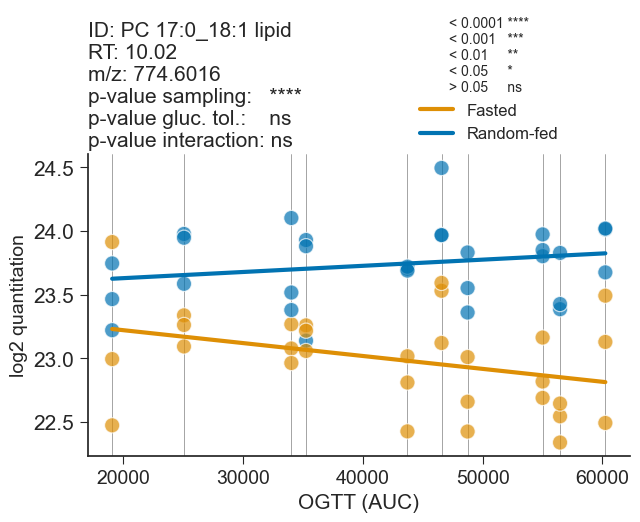 ID: PC 17:0_18:1 lipid
RT: 10.02
m/z: 774.6016
p-value sampling: ****
p-value gluc. tol.: ns
p-value interaction: ns
< 0.0001 ****
< 0.001 ***
< 0.01 **
< 0.05 *
> 0.05 ns
Fasted
Random-fed
24.5
24.0
23.5
23.0
22.5
log2 quantitation
20000 30000 40000 50000 60000
OGTT (AUC)